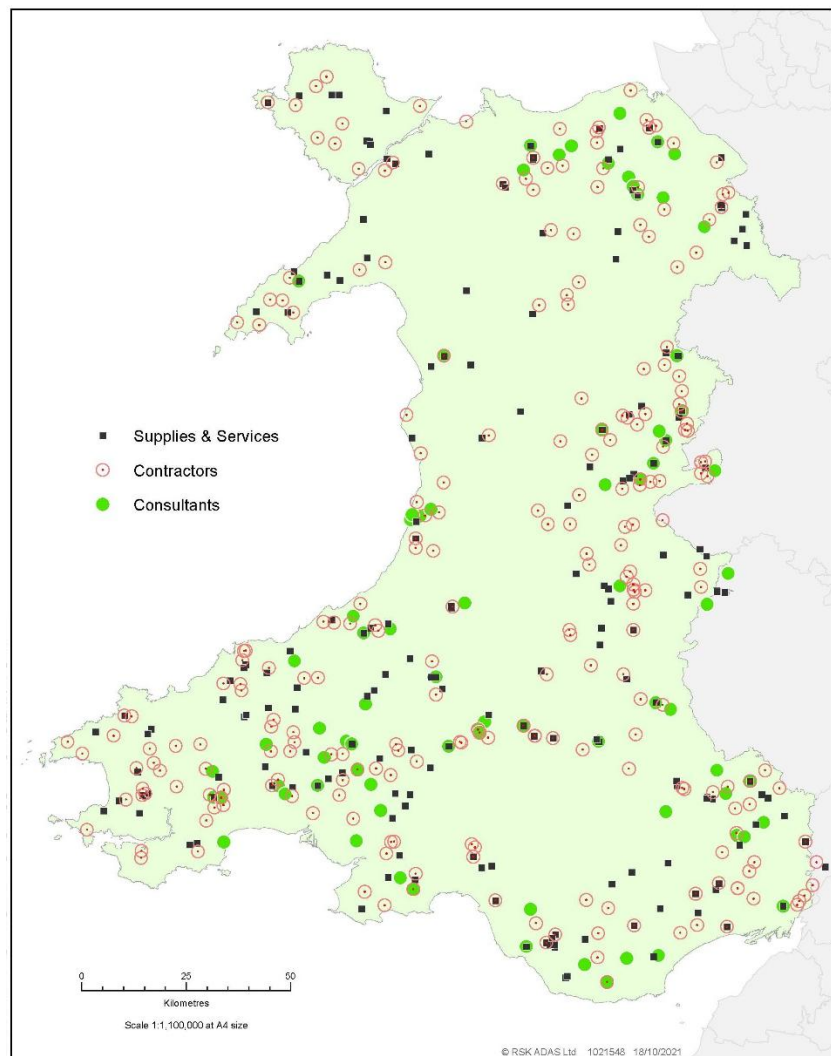 Supplies & Services
Contractors
Consultants
0 25 50
Kilometres
Scale 1:1,100,000 at A4 size
© RSK ADAS Ltd 1021548 18/10/2021